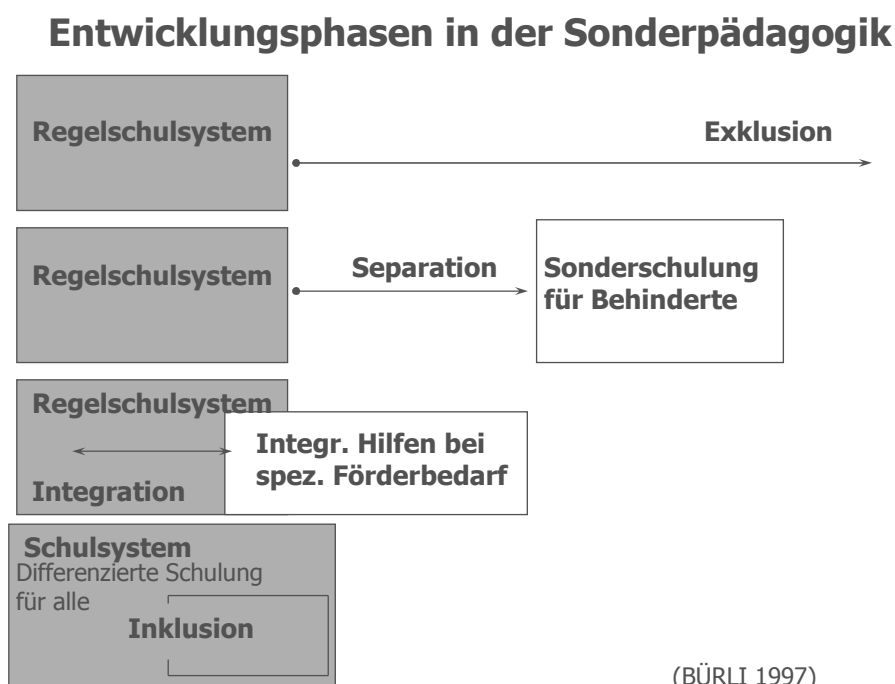 Entwicklungsphasen in der Sonderpädagogik
Regelschulsystem
Exklusion
Regelschulsystem
Separation
Sonderschulung
für Behinderte
Regelschulsystem
Integr. Hilfen bei
spez. Förderbedarf
Integration
Schulsystem
Differenzierte Schulung
für alle
Inklusion
(BÜRLI 1997)